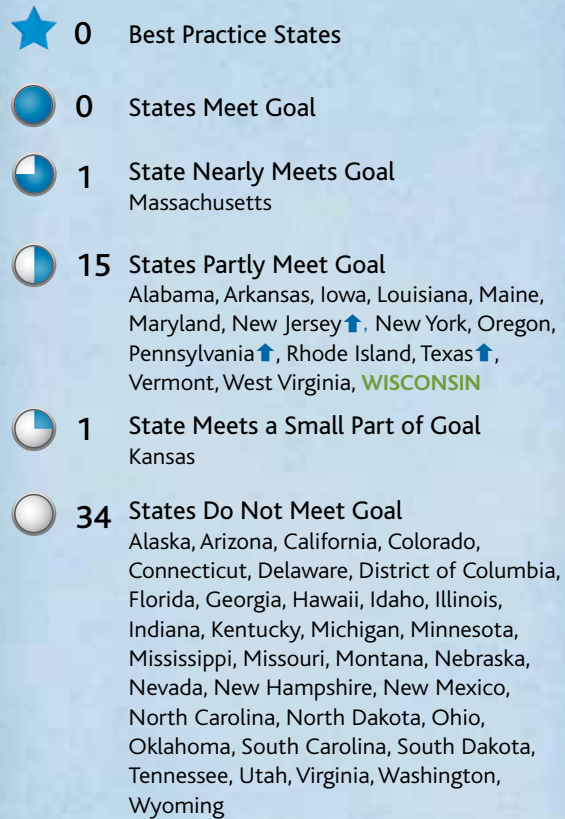 0 Best Practice States
0 States Meet Goal
1 State Nearly Meets Goal
Massachusetts
15 States Partly Meet Goal
Alabama, Arkansas, Iowa, Louisiana, Maine,
Maryland, New Jersey⬆, New York, Oregon,
Pennsylvania⬆, Rhode Island, Texas⬆,
Vermont, West Virginia, WISCONSIN
1 State Meets a Small Part of Goal
Kansas
34 States Do Not Meet Goal
Alaska, Arizona, California, Colorado,
Connecticut, Delaware, District of Columbia,
Florida, Georgia, Hawaii, Idaho, Illinois,
Indiana, Kentucky, Michigan, Minnesota,
Mississippi, Missouri, Montana, Nebraska,
Nevada, New Hampshire, New Mexico,
North Carolina, North Dakota, Ohio,
Oklahoma, South Carolina, South Dakota,
Tennessee, Utah, Virginia, Washington,
Wyoming